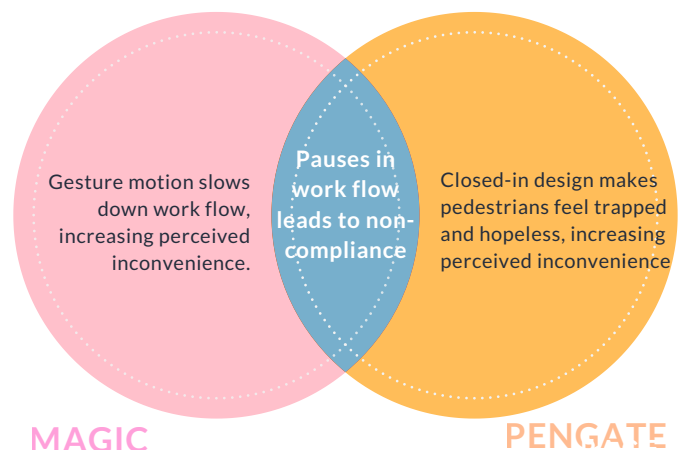 Gesture motion slows
down work flow,
increasing perceived
inconvenience.
Pauses in
work flow
leads to non-
compliance
Closed-in design makes
pedestrians feel trapped
and hopeless, increasing
perceived inconvenience
MAGIC
PENGATE